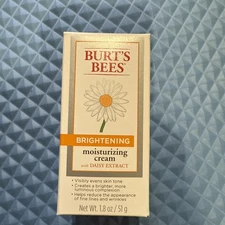 BURT'S
BEES®
BRIGHTENING
moisturizing
cream
with DAISY EXTRACT
• Visibly evens skin tone
• Creates a brighter, more
luminous complexion
• Helps reduce the appearance
of fine lines and wrinkles
Net Wt. 1.8 oz / 51 g